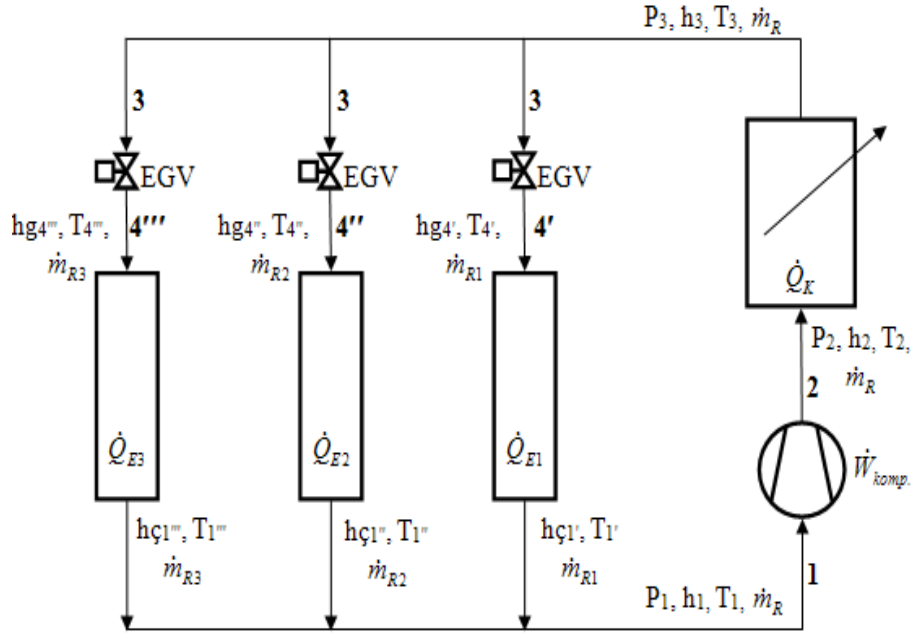 P3, h3, T3, ṁR
3
3
3
EGV
EGV
EGV
hg4''', T4''',
ṁR3
4'''
hg4'', T4'',
ṁR2
4''
hg4', T4',
ṁR1
4'
Q̇K
P2, h2, T2,
ṁR
2
Q̇E3
Q̇E2
Q̇E1
Ẇkomp.
hç1''', T1'''
ṁR3
hç1'', T1''
ṁR2
hç1', T1'
ṁR1
1
P1, h1, T1, ṁR